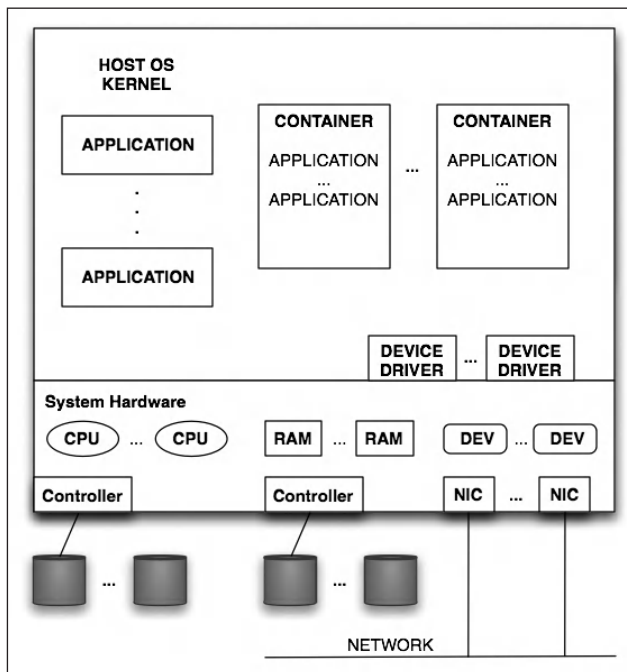 HOST OS
KERNEL
APPLICATION
.
.
.
APPLICATION
CONTAINER
APPLICATION
...
APPLICATION
...
CONTAINER
APPLICATION
...
APPLICATION
DEVICE
DRIVER
...
DEVICE
DRIVER
System Hardware
CPU ... CPU
RAM ... RAM
DEV ... DEV
Controller
Controller
NIC ... NIC
...
...
NETWORK